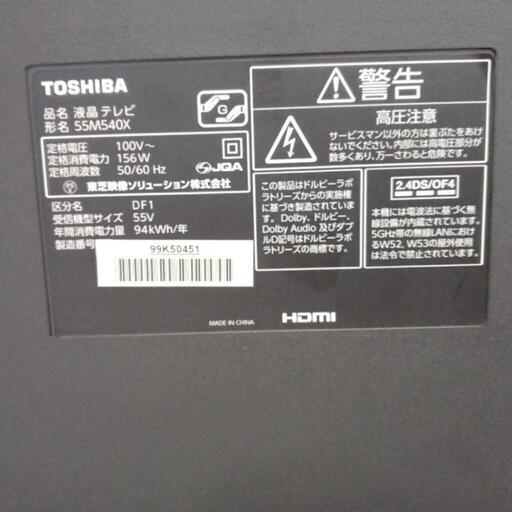 TOSHIBA
品名 液晶テレビ
形名 55M540X
定格電圧 100V～
定格消費電力 156W
定格周波数 50/60 Hz
JQA
東芝映像ソリューション株式会社
区分名 DF1
受信機型サイズ 55V
年間消費電力量 94kWh/年
製造番号
99K50451
MADE IN CHINA
HDMI
警告
高圧注意
サービスマン以外の方は裏ぶたをあけ
ないでください。内部には高電圧部分が
数多くあり、万一さわると危険です。
この製品はドルビーラボ
ラトリーズからの実施権
に基づき製造されています。
Dolby、ドルビー、
Dolby Audio 及びダブ
ルD記号はドルビーラボ
ラトリーズの商標です。
2.4DS/OF4
本機には電波法に基づく無
線設備が内蔵されています。
5GHz帯の無線LANにおけ
るW52、W53の屋外使用
は法令で禁止されています。